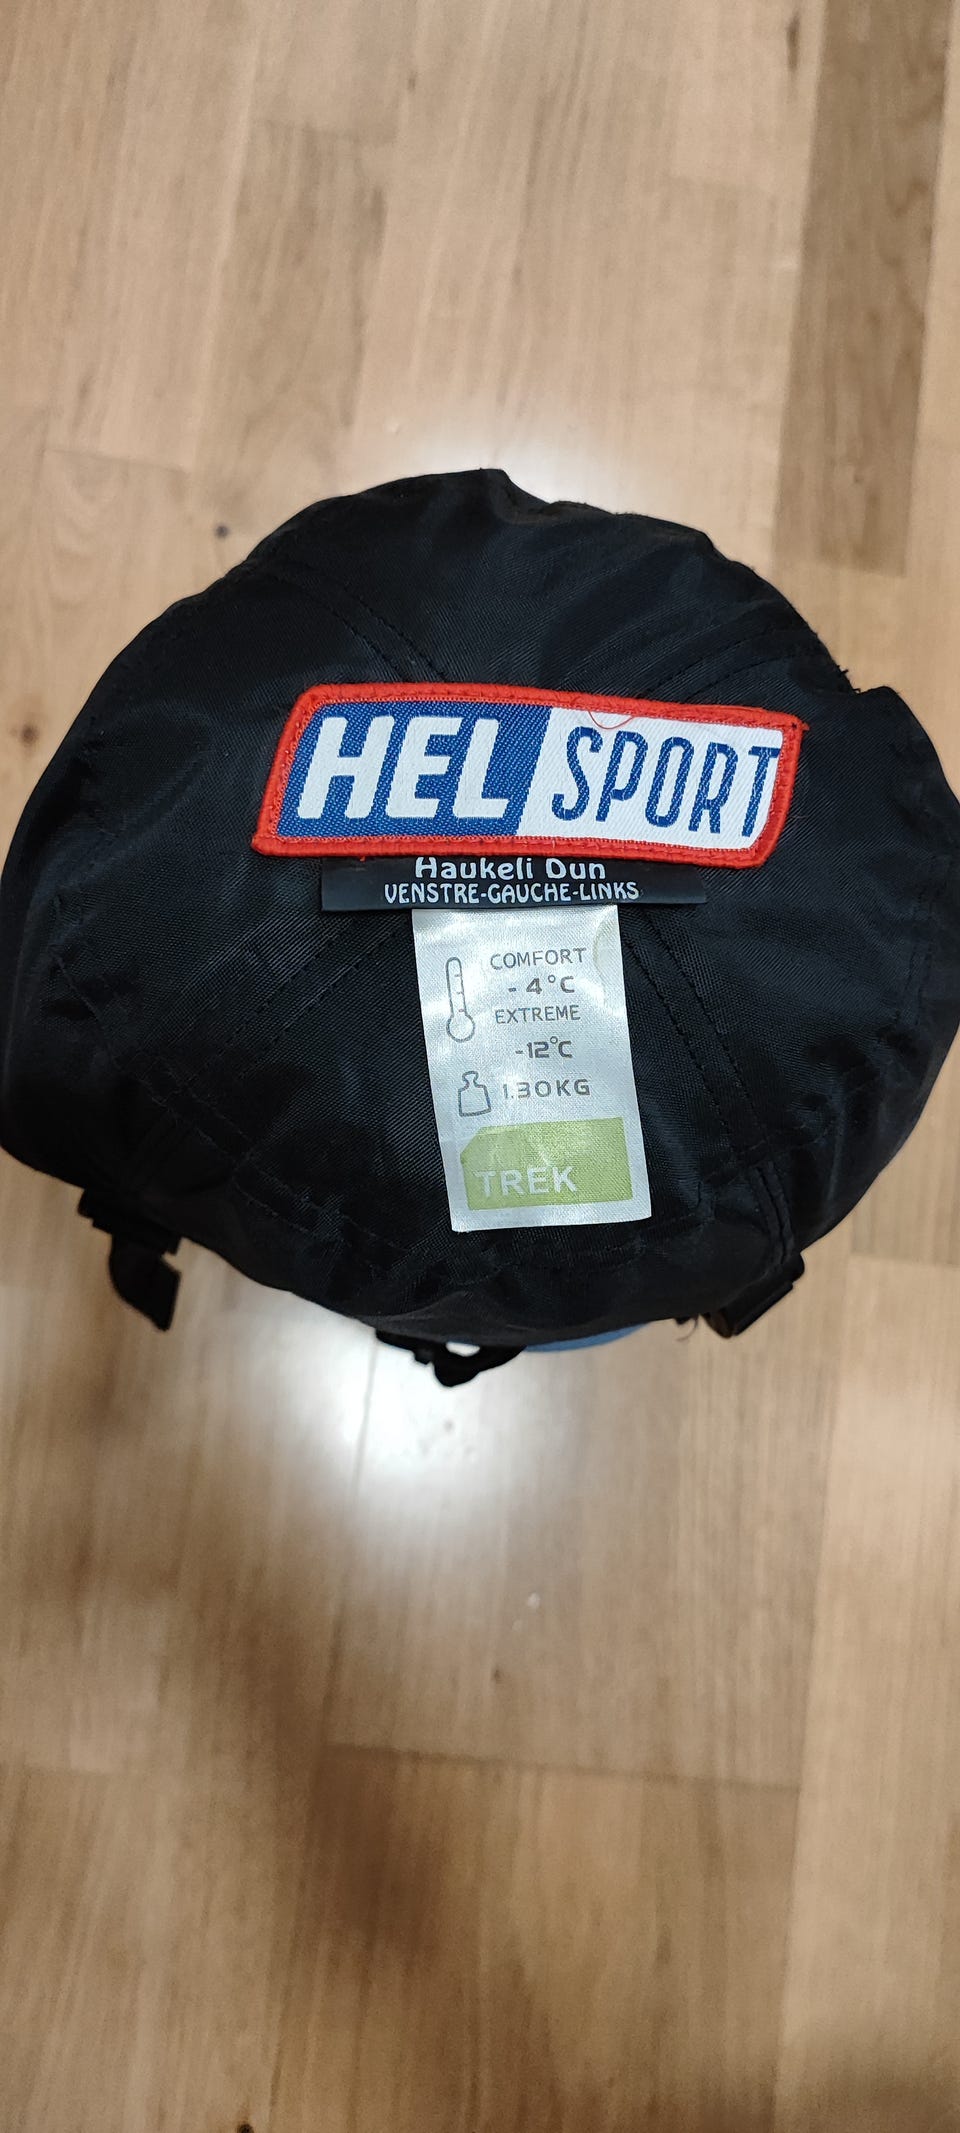 HEL SPORT
Haukeli Dun
VENSTRE-GAUCHE-LINKS
COMFORT
- 4°C
EXTREME
-12°C
1.30KG
TREK